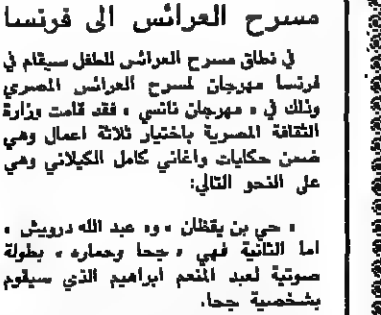 مسرح العرائس الى فرنسا
في نطاق مسرح العرائس للطفل سيقام في
فرنسا مهرجان لمسرح العرائس المصري
وذلك في « مهرجان نانسي » فقد قامت وزارة
الثقافة المصرية باختيار ثلاثة اعمال وهي
ضمن حكايات واغاني كامل الكيلاني وهي
على النحو التالي:
« حي بن يقظان » و« عبد الله درويش »
اما الثانية فهي « جحا وحماره » بطولة
صوتية لعبد المنعم ابراهيم الذي سيقوم
بشخصية جحا.